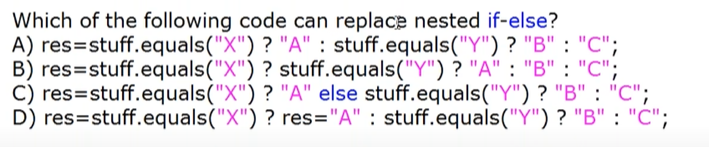 Which of the following code can replace nested if-else?
A) res=stuff.equals("X") ? "A" : stuff.equals("Y") ? "B" : "C";
B) res=stuff.equals("X") ? stuff.equals("Y") ? "A" : "B" : "C";
C) res=stuff.equals("X") ? "A" else stuff.equals("Y") ? "B" : "C";
D) res=stuff.equals("X") ? res="A" : stuff.equals("Y") ? "B" : "C";